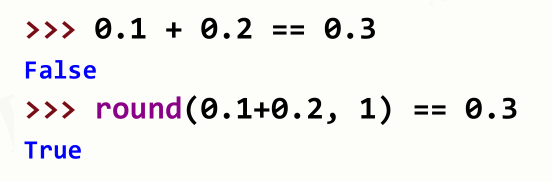 >>> 0.1 + 0.2 == 0.3
False
>>> round(0.1+0.2, 1) == 0.3
True